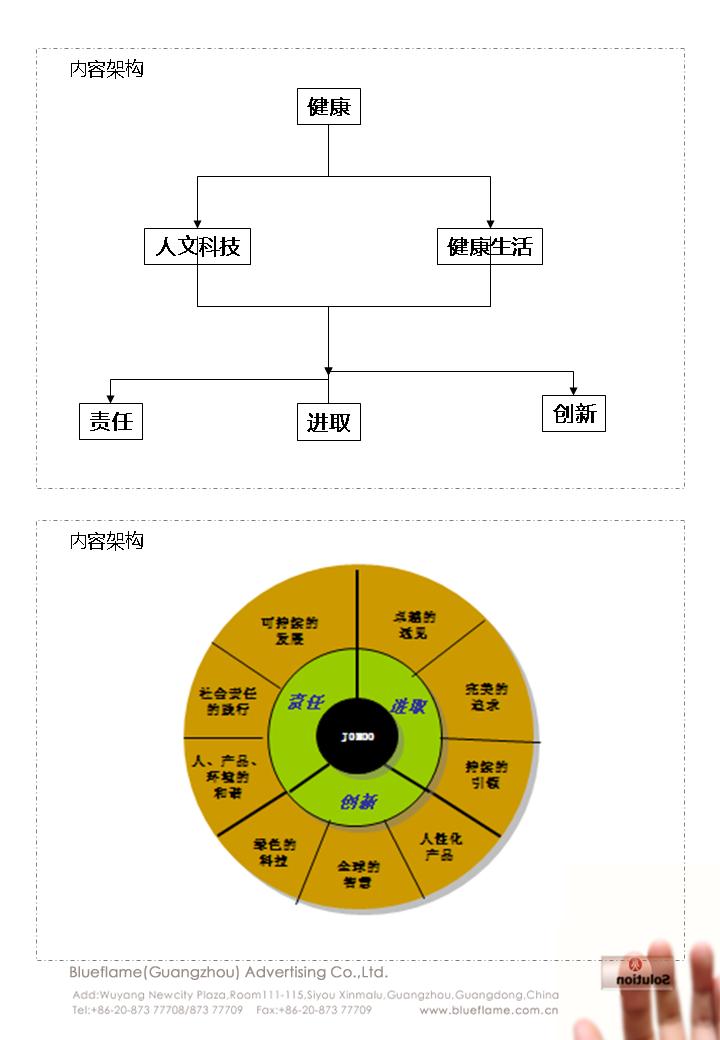 内容架构
健康
人文科技
健康生活
责任
进取
创新
内容架构
可持续的
发展
卓越的
远见
社会责任
的践行
完美的
追求
责任
进取
JOMOO
人、产品、
环境的
和谐
持续的
引领
创新
绿色的
科技
全球的
智慧
人性化
产品
Blueflame(Guangzhou) Advertising Co.,Ltd.
Add:Wuyang Newcity Plaza,Room111-115,Siyou Xinmalu,Guangzhou,Guangdong,China
Tel:+86-20-873 77708/873 77709 Fax:+86-20-873 77709 www.blueflame.com.cn
Solution